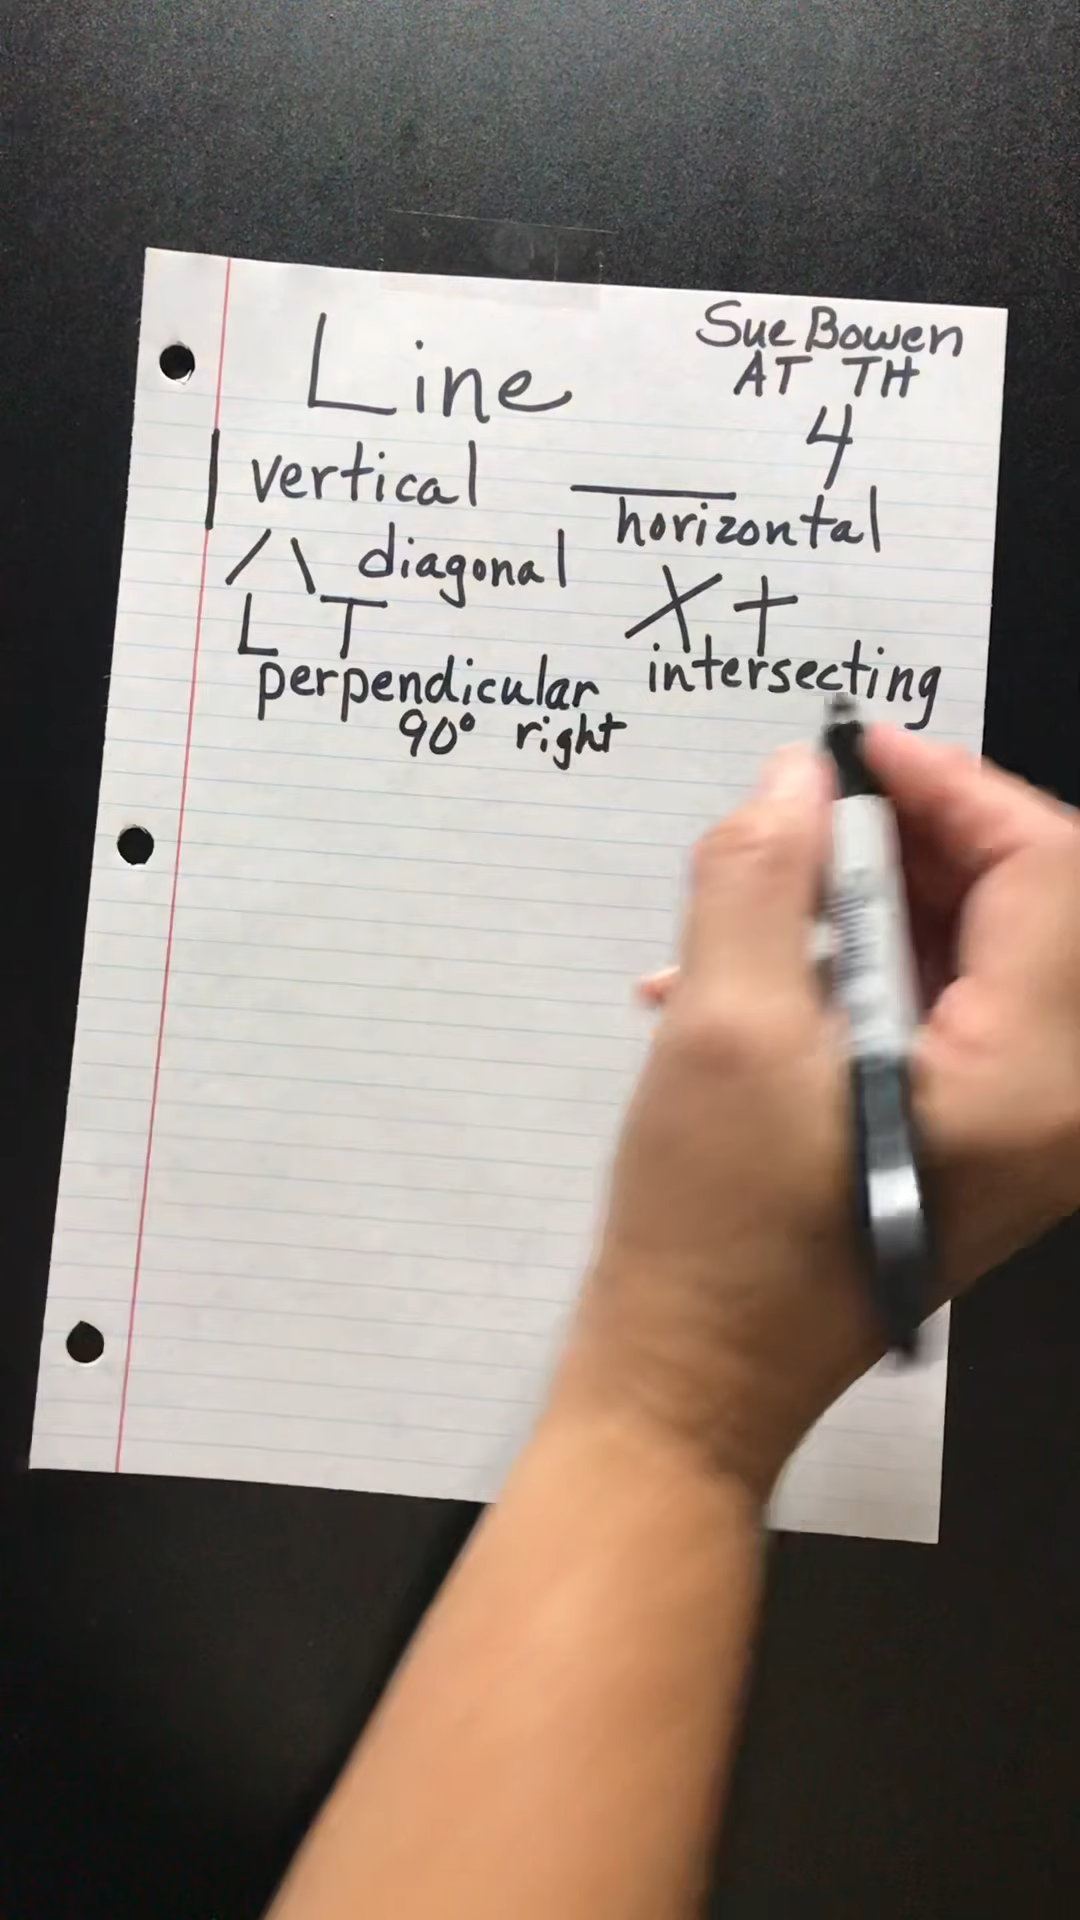 Line
Sue Bowen
AT TH
4
vertical
horizontal
diagonal
perpendicular
intersecting
90° right